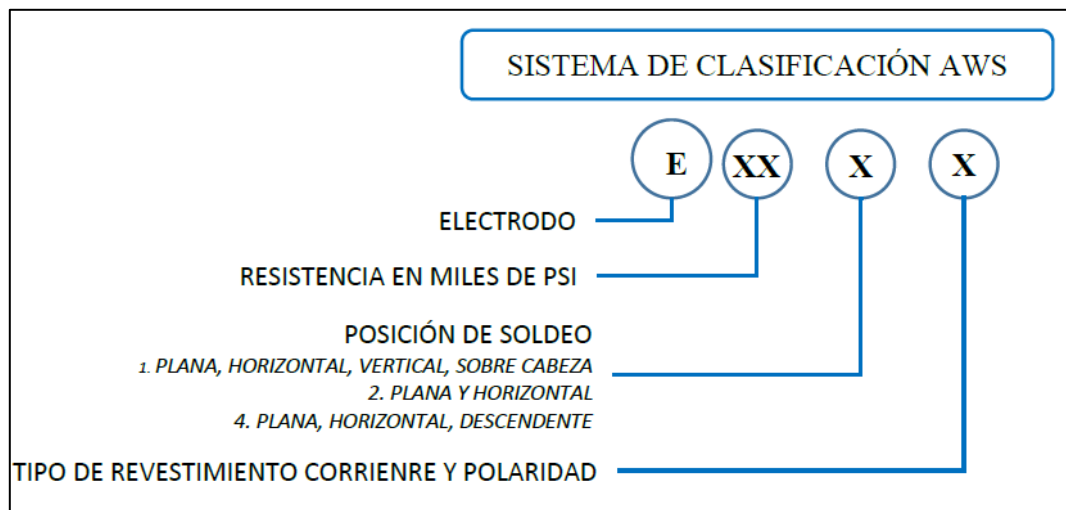 SISTEMA DE CLASIFICACIÓN AWS
E XX X X
ELECTRODO
RESISTENCIA EN MILES DE PSI
POSICIÓN DE SOLDEO
1. PLANA, HORIZONTAL, VERTICAL, SOBRE CABEZA
2. PLANA Y HORIZONTAL
4. PLANA, HORIZONTAL, DESCENDENTE
TIPO DE REVESTIMIENTO CORRIENRE Y POLARIDAD